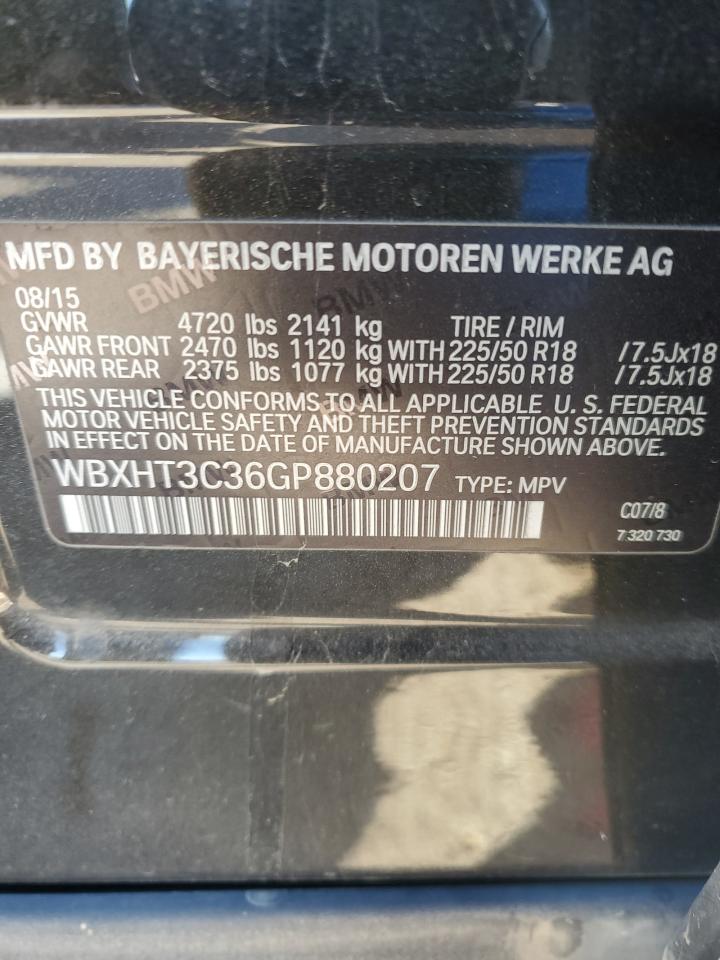 MFD BY BAYERISCHE MOTOREN WERKE AG
08/15
GVWR 4720 lbs 2141 kg TIRE / RIM
GAWR FRONT 2470 lbs 1120 kg WITH 225/50 R18 /7.5Jx18
GAWR REAR 2375 lbs 1077 kg WITH 225/50 R18 /7.5Jx18
THIS VEHICLE CONFORMS TO ALL APPLICABLE U. S. FEDERAL
MOTOR VEHICLE SAFETY AND THEFT PREVENTION STANDARDS
IN EFFECT ON THE DATE OF MANUFACTURE SHOWN ABOVE.
WBXHT3C36GP880207 TYPE: MPV
C07/8
7 320 730
BMW
BMW
BMW